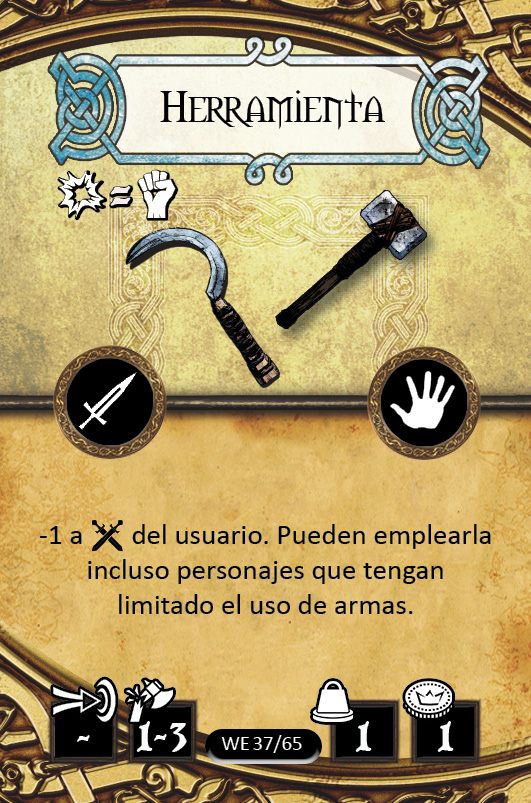 Herramienta
=
-1 a del usuario. Pueden emplearla
incluso personajes que tengan
limitado el uso de armas.
- 1-3 WE 37/65 1 1